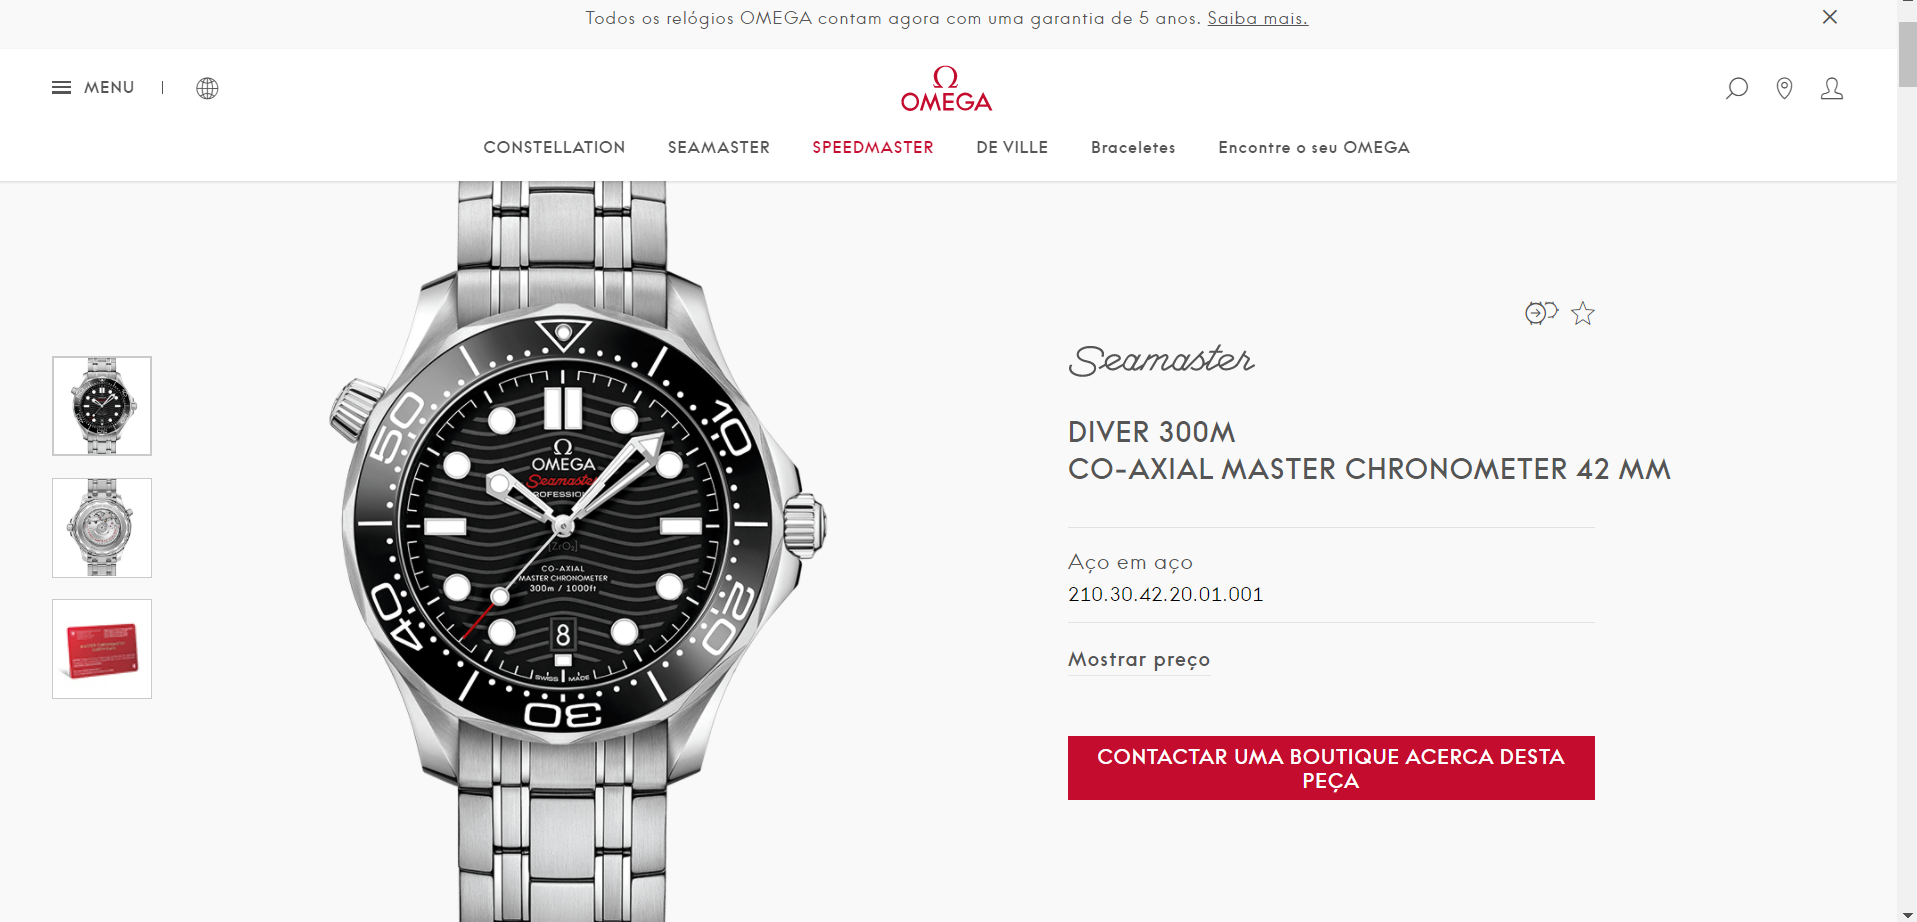 Todos os relógios OMEGA contam agora com uma garantia de 5 anos. Saiba mais.
MENU
Ω
OMEGA
CONSTELLATION SEAMASTER SPEEDMASTER DE VILLE Braceletes Encontre o seu OMEGA
Seamaster
DIVER 300M
CO-AXIAL MASTER CHRONOMETER 42 MM
Aço em aço
210.30.42.20.01.001
Mostrar preço
CONTACTAR UMA BOUTIQUE ACERCA DESTA
PEÇA
10
20
30
40
50
Ω
OMEGA
Seamaster
PROFESSIONAL
[ZrO₂]
CO-AXIAL
MASTER CHRONOMETER
300m / 1000ft
8
SWISS MADE